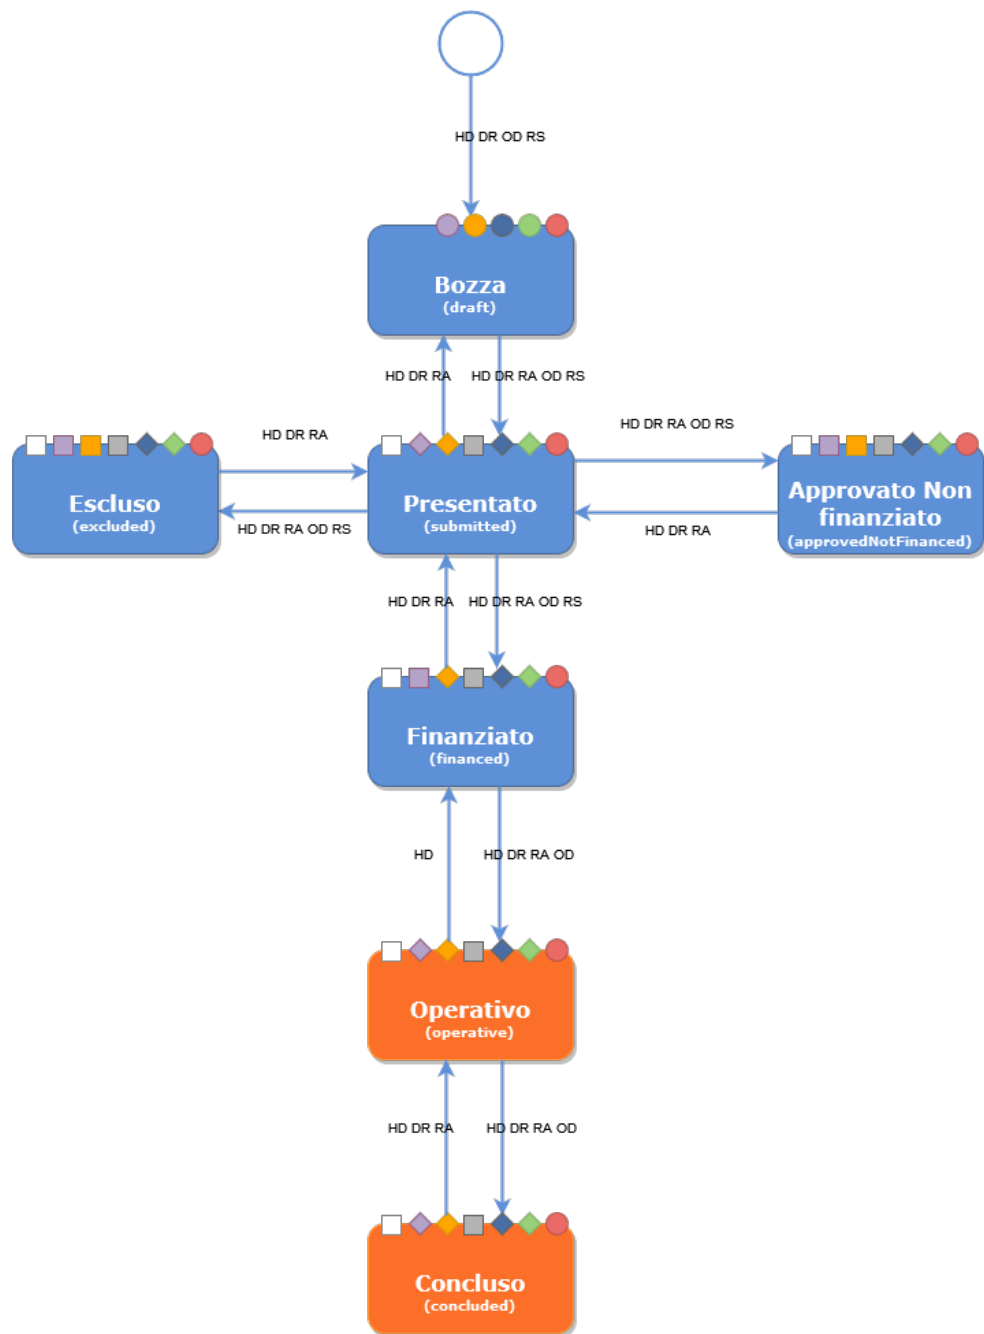 HD DR OD RS
Bozza
(draft)
HD DR RA
HD DR RA OD RS
HD DR RA
HD DR RA OD RS
Escluso
(excluded)
Presentato
(submitted)
Approvato Non
finanziato
(approvedNotFinanced)
HD DR RA OD RS
HD DR RA
HD DR RA
HD DR RA OD RS
Finanziato
(financed)
HD
HD DR RA OD
Operativo
(operative)
HD DR RA
HD DR RA OD
Concluso
(concluded)